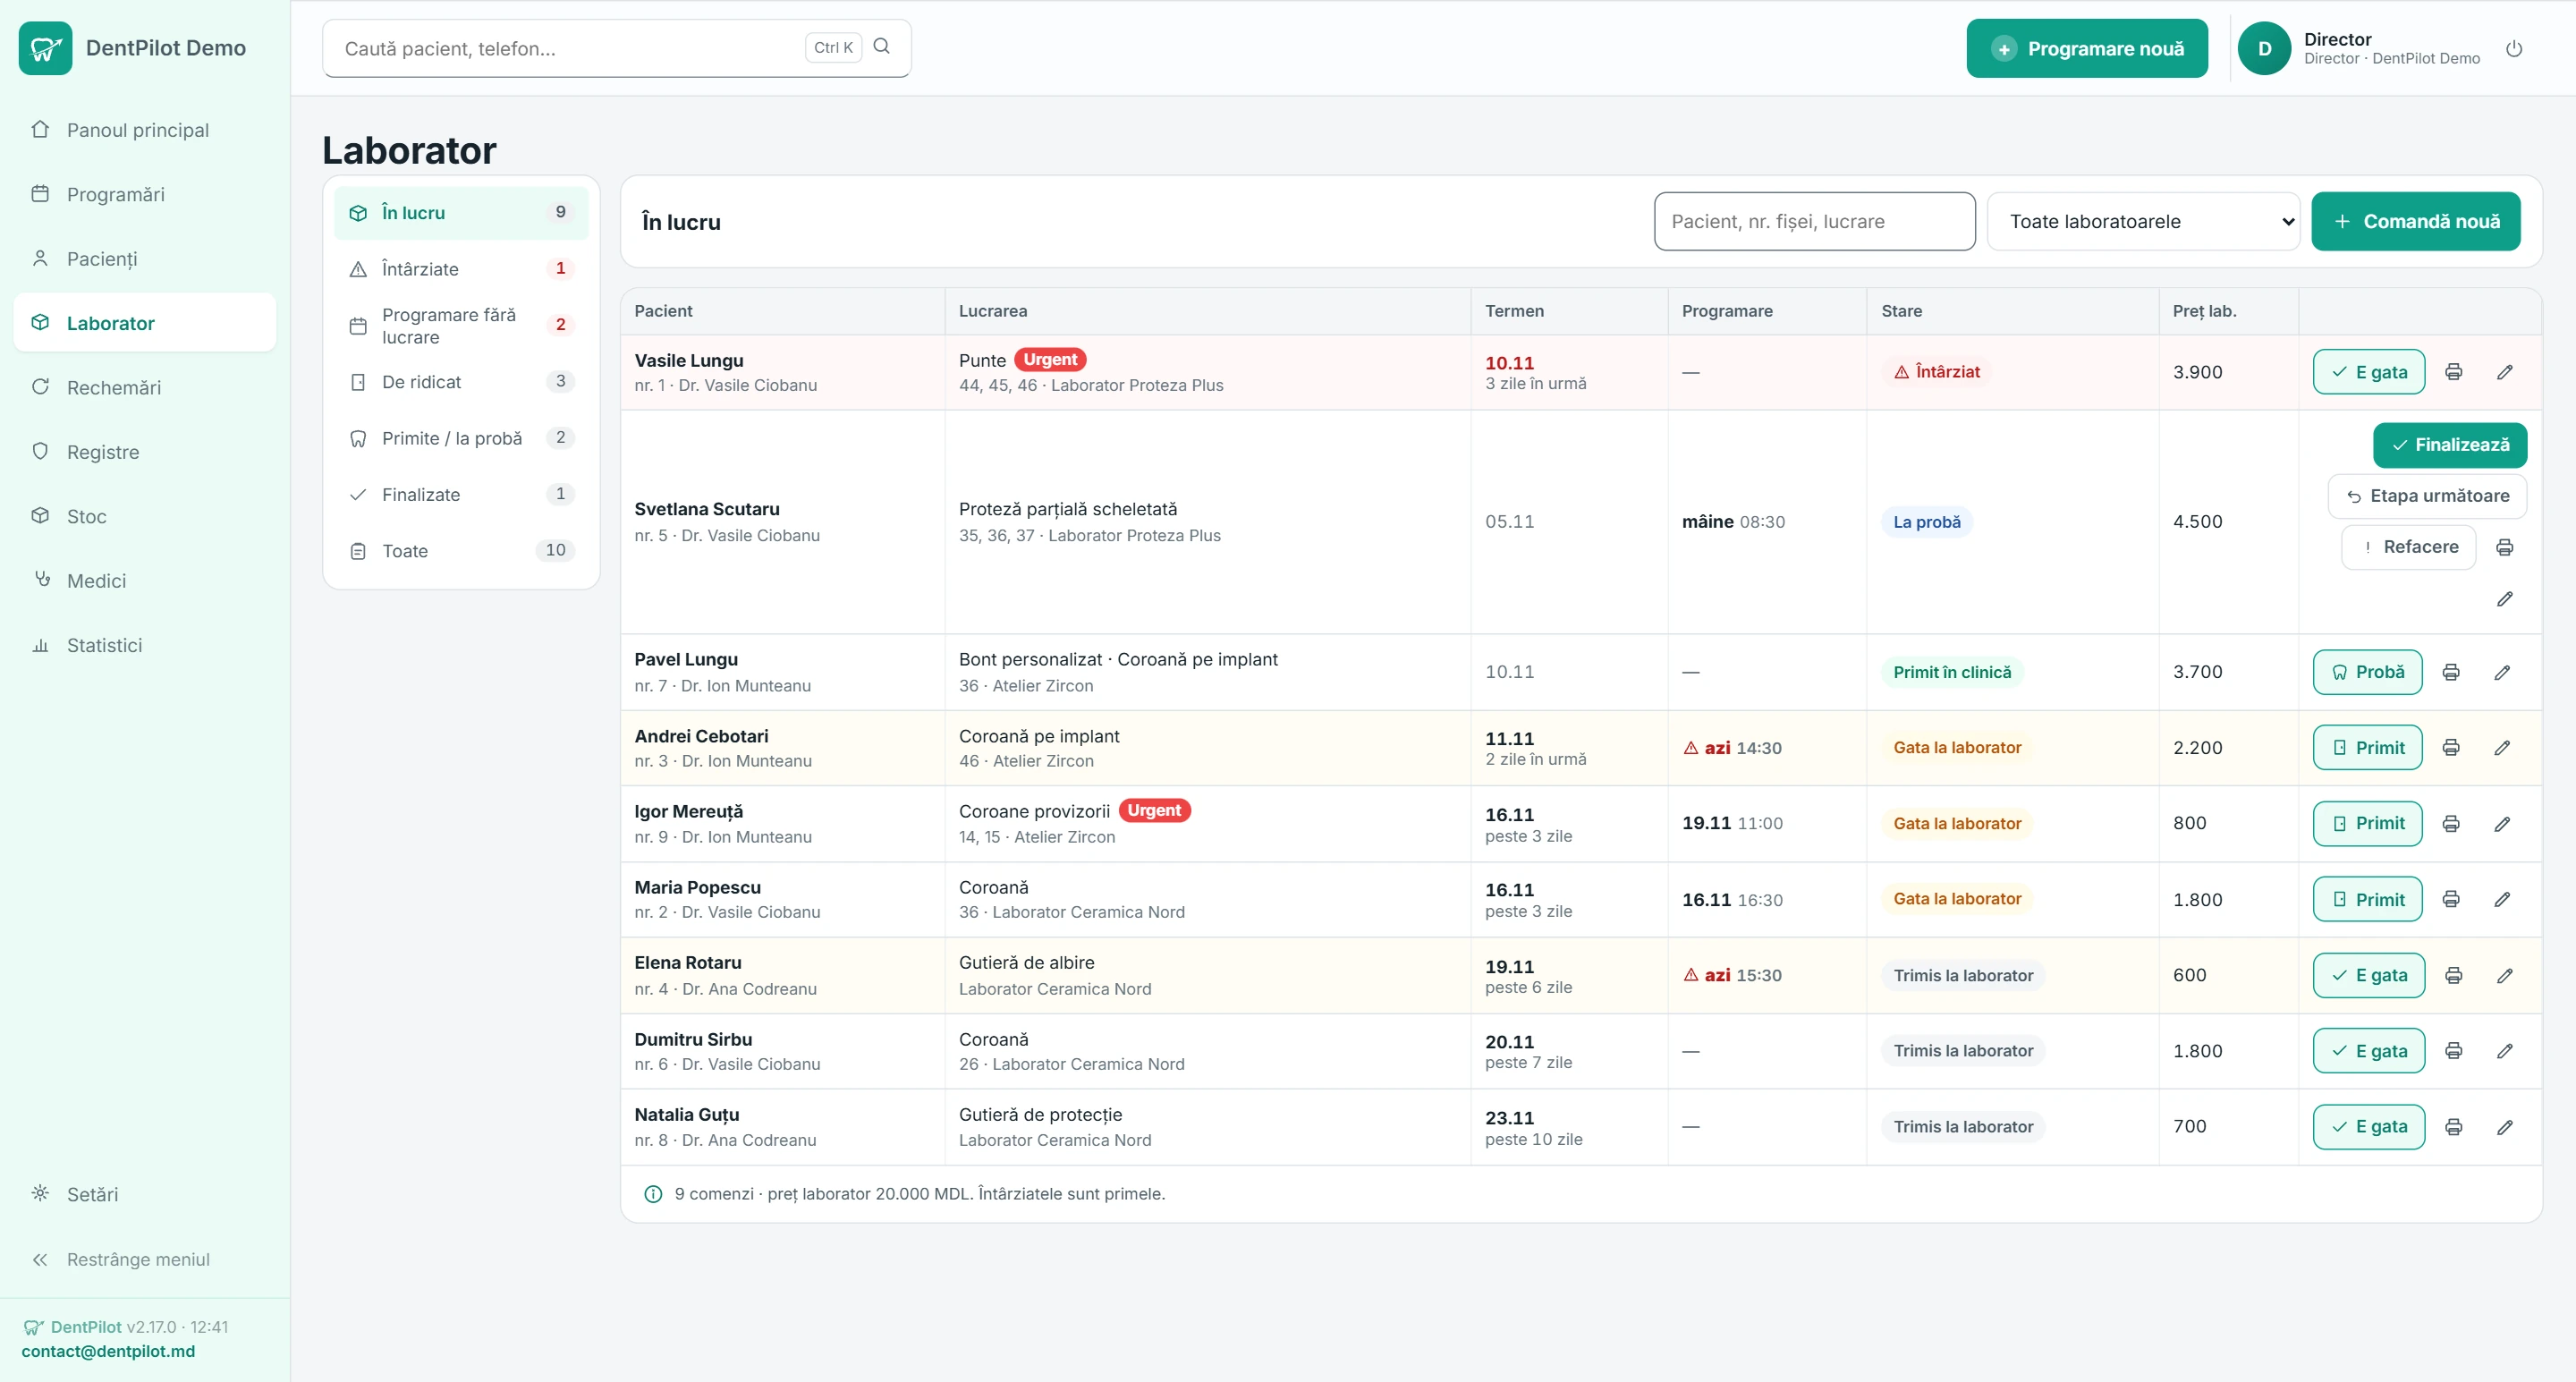 DentPilot Demo
Caută pacient, telefon...
Ctrl K
+ Programare nouă
D
Director
Director · DentPilot Demo
Panoul principal
Programări
Pacienți
Laborator
Rechemări
Registre
Stoc
Medici
Statistici
Setări
Restrânge meniul
DentPilot v2.17.0 · 12:41
contact@dentpilot.md
Laborator
În lucru 9
Întârziate 1
Programare fără
lucrare 2
De ridicat 3
Primite / la probă 2
Finalizate 1
Toate 10
În lucru
Pacient, nr. fișei, lucrare
Toate laboratoarele
+ Comandă nouă
Pacient Lucrarea Termen Programare Stare Preț lab.
Vasile Lungu
nr. 1 · Dr. Vasile Ciobanu
Punte Urgent
44, 45, 46 · Laborator Proteza Plus
10.11
3 zile în urmă
—
Întârziat
3.900
E gata
Svetlana Scutaru
nr. 5 · Dr. Vasile Ciobanu
Proteză parțială scheletată
35, 36, 37 · Laborator Proteza Plus
05.11
mâine 08:30
La probă
4.500
Finalizează
Etapa următoare
! Refacere
Pavel Lungu
nr. 7 · Dr. Ion Munteanu
Bont personalizat · Coroană pe implant
36 · Atelier Zircon
10.11
—
Primit în clinică
3.700
Probă
Andrei Cebotari
nr. 3 · Dr. Ion Munteanu
Coroană pe implant
46 · Atelier Zircon
11.11
2 zile în urmă
azi 14:30
Gata la laborator
2.200
Primit
Igor Mereuță
nr. 9 · Dr. Ion Munteanu
Coroane provizorii Urgent
14, 15 · Atelier Zircon
16.11
peste 3 zile
19.11 11:00
Gata la laborator
800
Primit
Maria Popescu
nr. 2 · Dr. Vasile Ciobanu
Coroană
36 · Laborator Ceramica Nord
16.11
peste 3 zile
16.11 16:30
Gata la laborator
1.800
Primit
Elena Rotaru
nr. 4 · Dr. Ana Codreanu
Gutieră de albire
Laborator Ceramica Nord
19.11
peste 6 zile
azi 15:30
Trimis la laborator
600
E gata
Dumitru Sirbu
nr. 6 · Dr. Vasile Ciobanu
Coroană
26 · Laborator Ceramica Nord
20.11
peste 7 zile
—
Trimis la laborator
1.800
E gata
Natalia Guțu
nr. 8 · Dr. Ana Codreanu
Gutieră de protecție
Laborator Ceramica Nord
23.11
peste 10 zile
—
Trimis la laborator
700
E gata
9 comenzi · preț laborator 20.000 MDL. Întârziatele sunt primele.